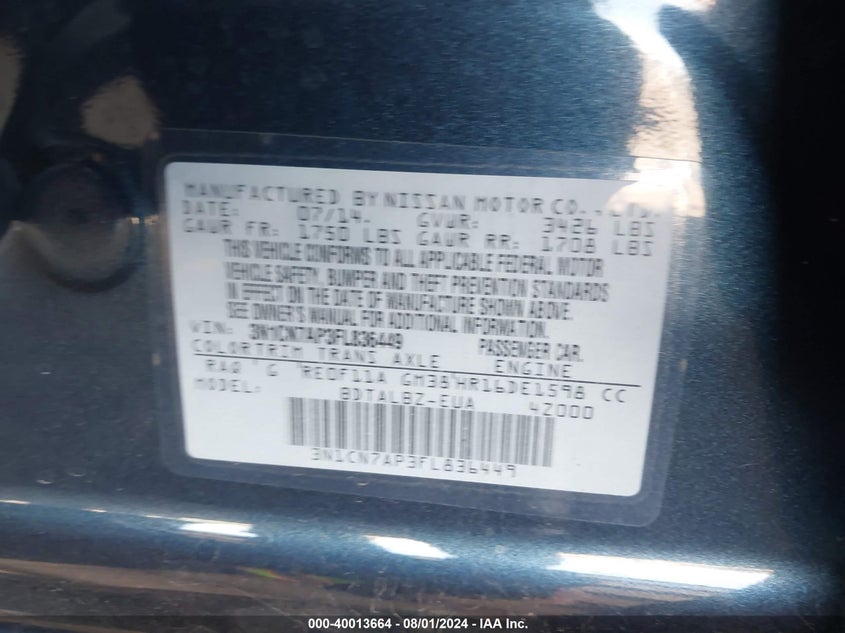 MANUFACTURED BY NISSAN MOTOR CO., LTD.
DATE: 07/14. GVWR: 3426 LBS
GAWR FR: 1750 LBS GAWR RR: 1708 LBS
THIS VEHICLE CONFORMS TO ALL APPLICABLE FEDERAL MOTOR
VEHICLE SAFETY, BUMPER AND THEFT PREVENTION STANDARDS
IN EFFECT ON THE DATE OF MANUFACTURE SHOWN ABOVE.
SEE OWNER'S MANUAL FOR ADDITIONAL INFORMATION.
VIN: 3N1CN7AP3FL836449 PASSENGER CAR.
COLOR TRIM TRANS AXLE ENGINE
RAQ G RE0F11A GM38 HR16DE1598 CC
MODEL: BDTALBZ-EUA 4Z000
3N1CN7AP3FL836449
000-40013664 - 08/01/2024 - IAA Inc.